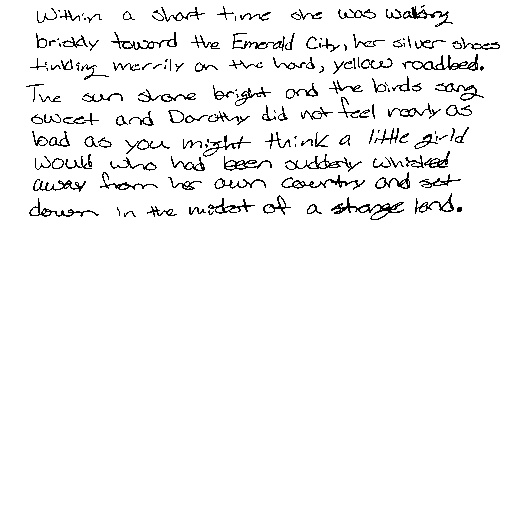 Within a short time she was walking
briskly toward the Emerald City, her silver shoes
tinkling merrily on the hard, yellow roadbed.
The sun shone bright and the birds sang
sweet and Dorothy did not feel nearly as
bad as you might think a little girld
would who had been suddenly whisked
away from her own country and set
down in the midst of a strange land.